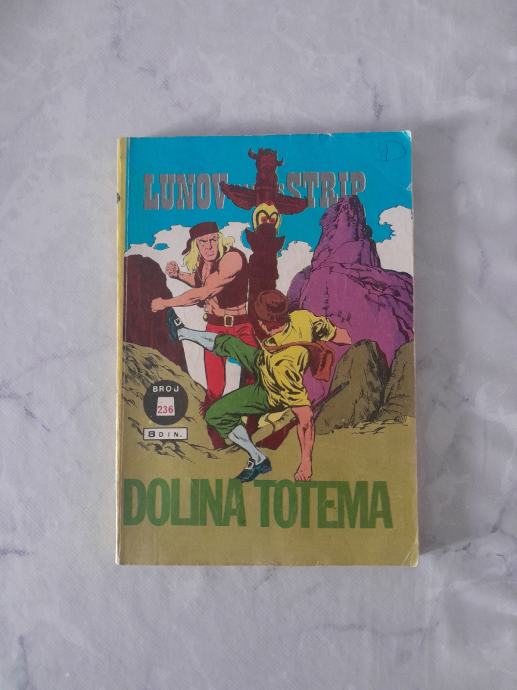 D
LUNOV STRIP
BROJ
236
8 DIN.
DOLINA TOTEMA